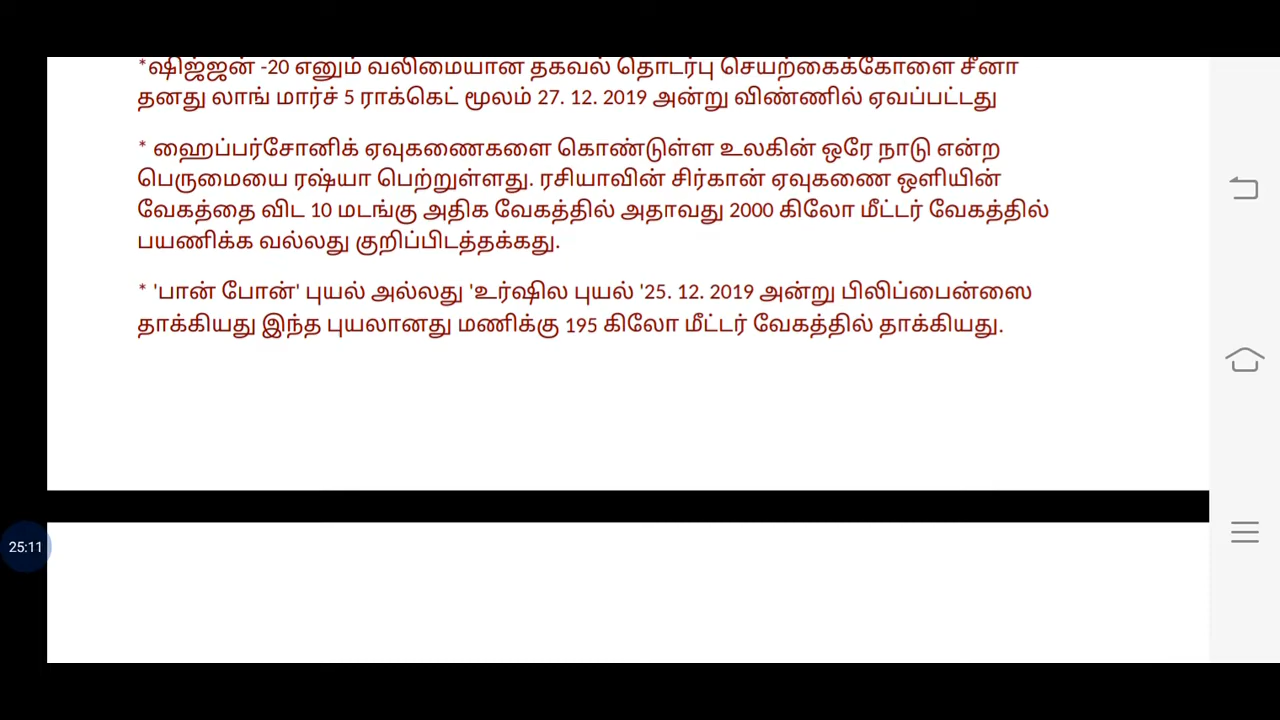 *ஷிஜ்ஜன் -20 எனும் வலிமையான தகவல் தொடர்பு செயற்கைக்கோளை சீனா
தனது லாங் மார்ச் 5 ராக்கெட் மூலம் 27. 12. 2019 அன்று விண்ணில் ஏவப்பட்டது
* ஹைப்பர்சோனிக் ஏவுகணைகளை கொண்டுள்ள உலகின் ஒரே நாடு என்ற
பெருமையை ரஷ்யா பெற்றுள்ளது. ரசியாவின் சிர்கான் ஏவுகணை ஒளியின்
வேகத்தை விட 10 மடங்கு அதிக வேகத்தில் அதாவது 2000 கிலோ மீட்டர் வேகத்தில்
பயணிக்க வல்லது குறிப்பிடத்தக்கது.
* 'பான் போன்' புயல் அல்லது 'உர்ஷில புயல் '25. 12. 2019 அன்று பிலிப்பைன்ஸை
தாக்கியது இந்த புயலானது மணிக்கு 195 கிலோ மீட்டர் வேகத்தில் தாக்கியது.
25:11